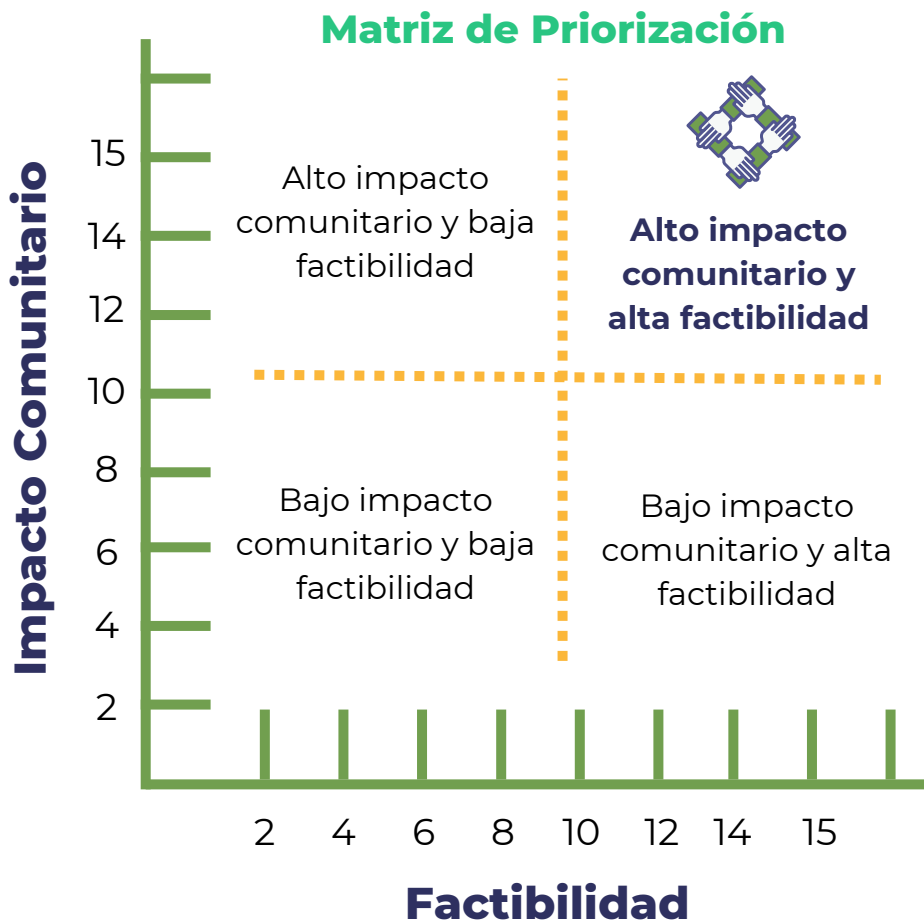 Matriz de Priorización
Impacto Comunitario
15
14
12
10
8
6
4
2
Alto impacto
comunitario y baja
factibilidad
Alto impacto
comunitario y
alta factibilidad
Bajo impacto
comunitario y baja
factibilidad
Bajo impacto
comunitario y alta
factibilidad
2 4 6 8 10 12 14 15
Factibilidad